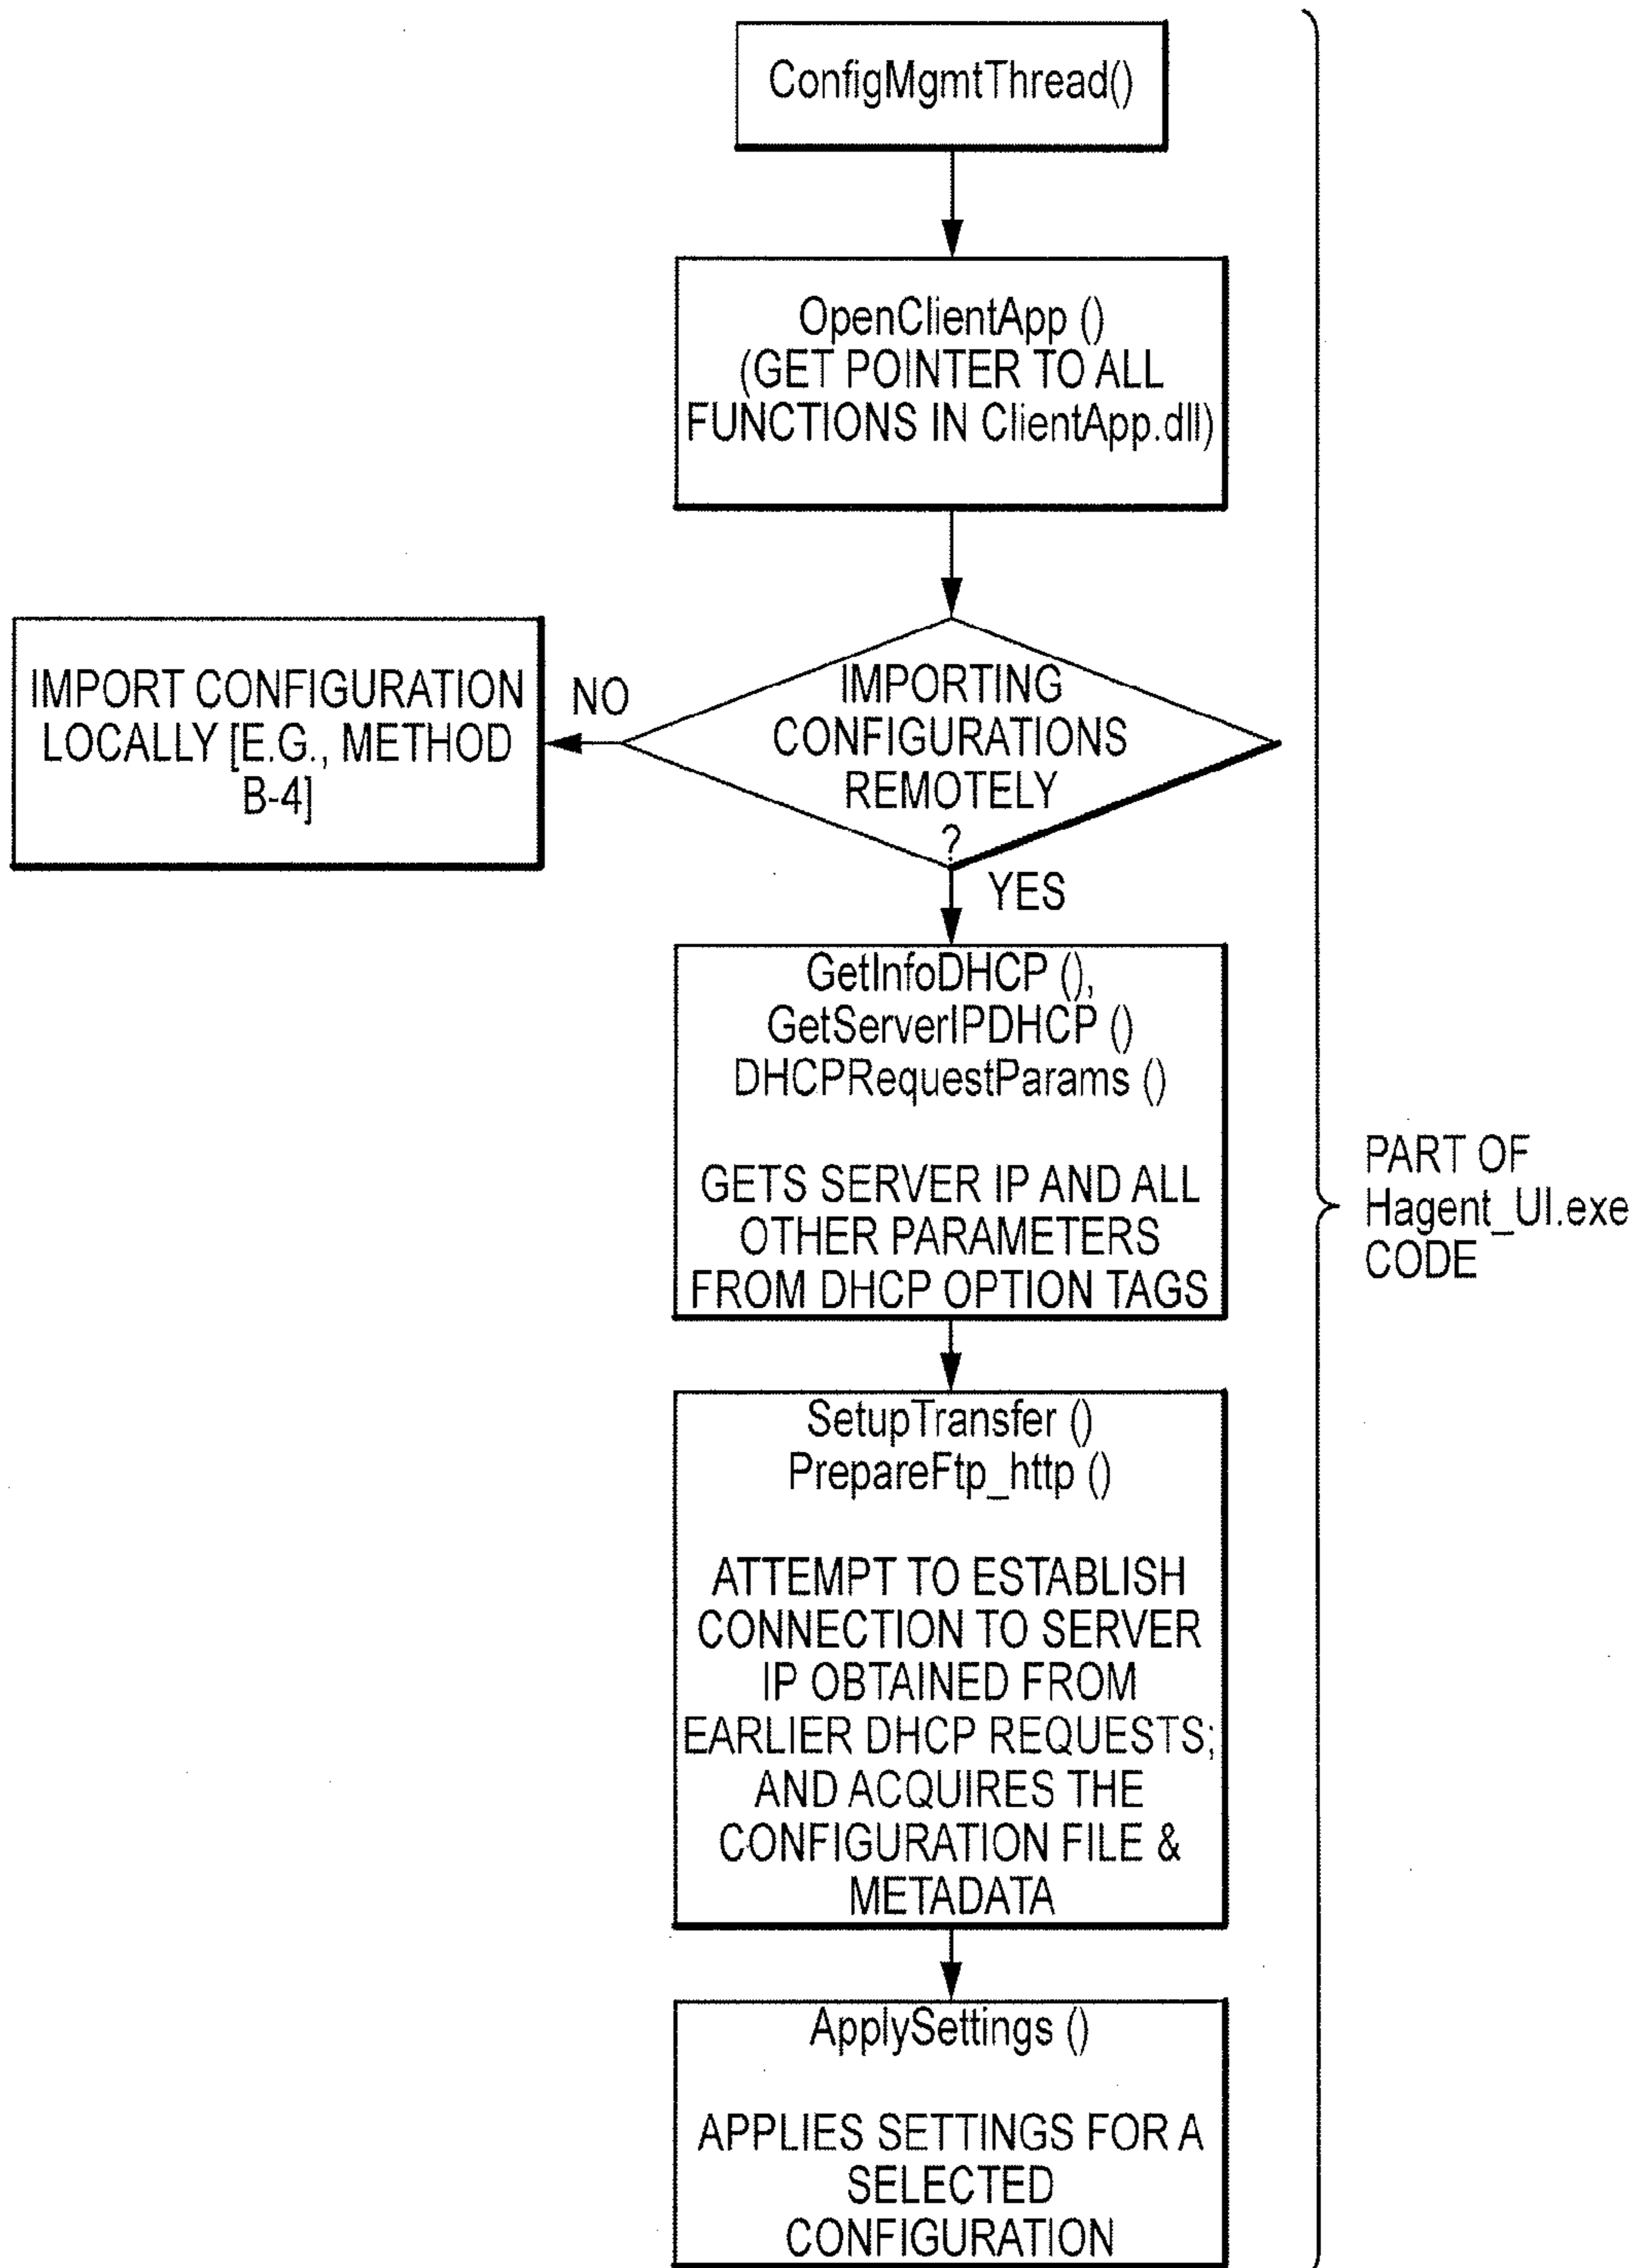 ConfigMgmtThread()
OpenClientApp ()
(GET POINTER TO ALL
FUNCTIONS IN ClientApp.dll)
IMPORT CONFIGURATION
LOCALLY [E.G., METHOD
B-4]
NO
IMPORTING
CONFIGURATIONS
REMOTELY
?
YES
GetInfoDHCP (),
GetServerIPDHCP ()
DHCPRequestParams ()
GETS SERVER IP AND ALL
OTHER PARAMETERS
FROM DHCP OPTION TAGS
PART OF
Hagent_UI.exe
CODE
SetupTransfer ()
PrepareFtp_http ()
ATTEMPT TO ESTABLISH
CONNECTION TO SERVER
IP OBTAINED FROM
EARLIER DHCP REQUESTS;
AND ACQUIRES THE
CONFIGURATION FILE &
METADATA
ApplySettings ()
APPLIES SETTINGS FOR A
SELECTED
CONFIGURATION